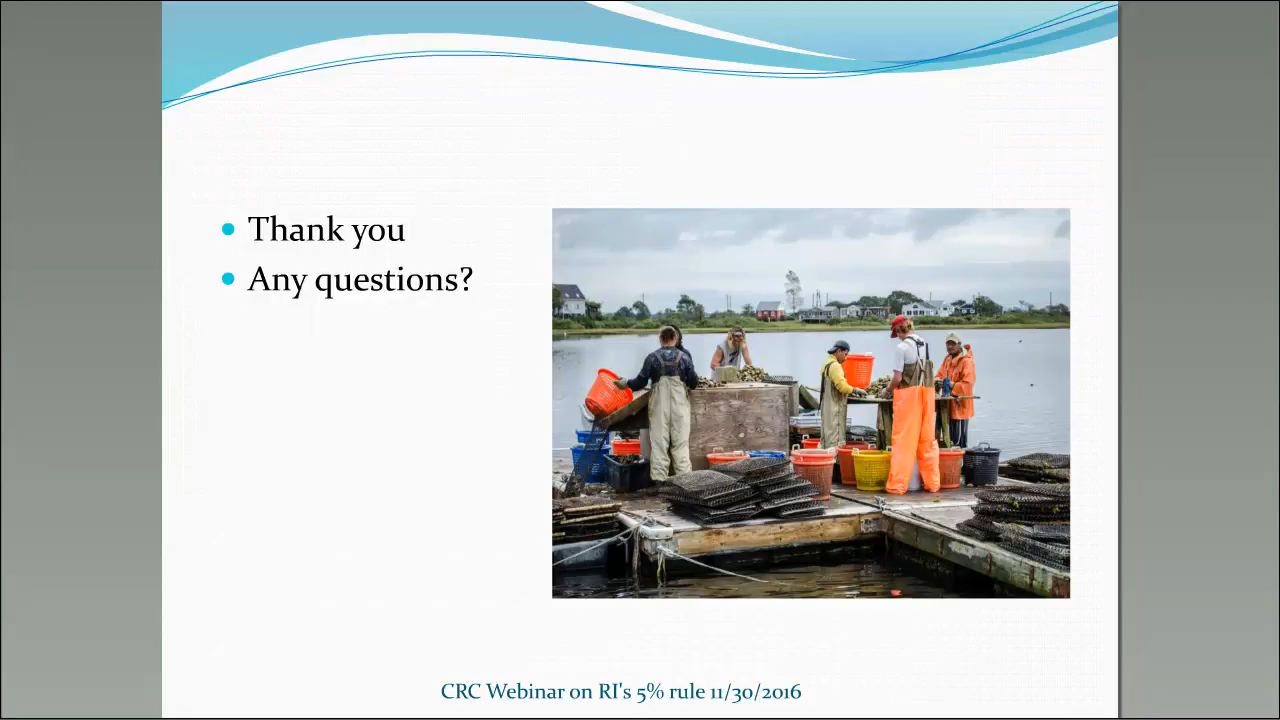 Thank you
Any questions?
CRC Webinar on RI's 5% rule 11/30/2016